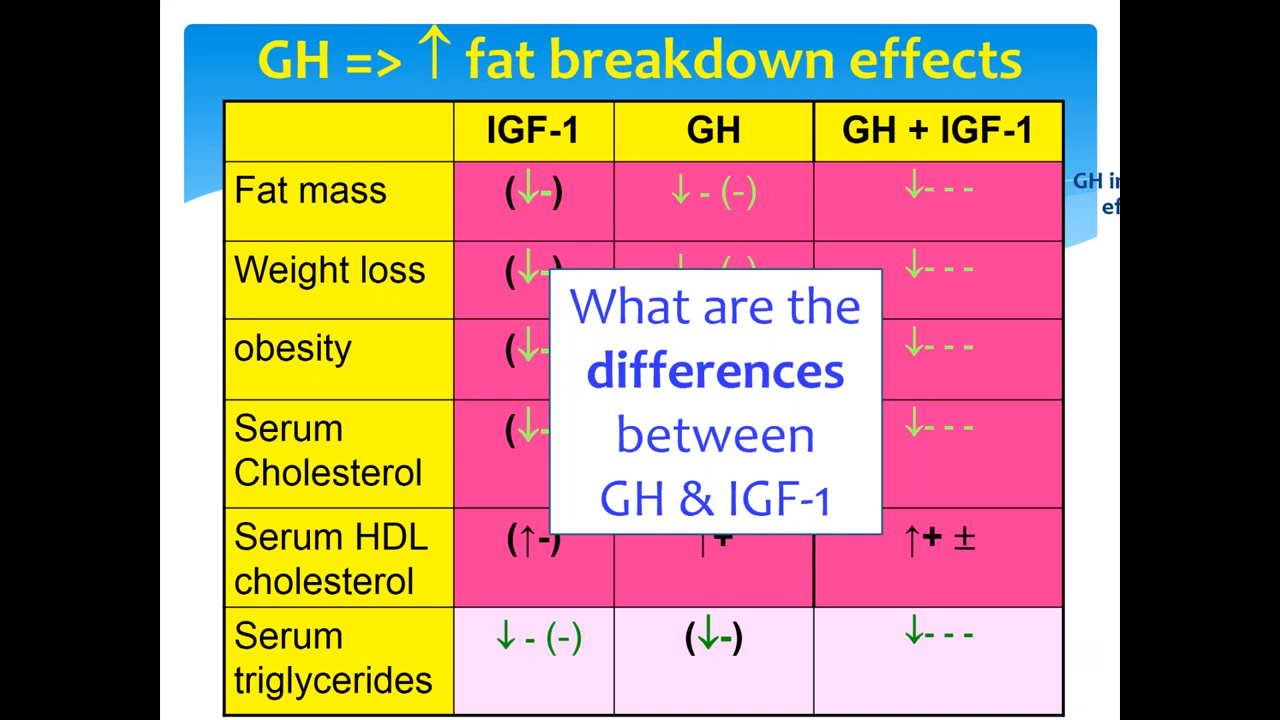 GH => ↑ fat breakdown effects
IGF-1 GH GH + IGF-1
Fat mass (↓-) ↓ - (-) ↓- - -
GH
Weight loss (↓- ↓- - -
obesity (↓- ↓- - -
Serum
Cholesterol (↓- ↓- - -
What are the
differences
between
GH & IGF-1
Serum HDL
cholesterol (↑-) ↑+ ↑+ ±
Serum
triglycerides ↓ - (-) (↓-) ↓- - -